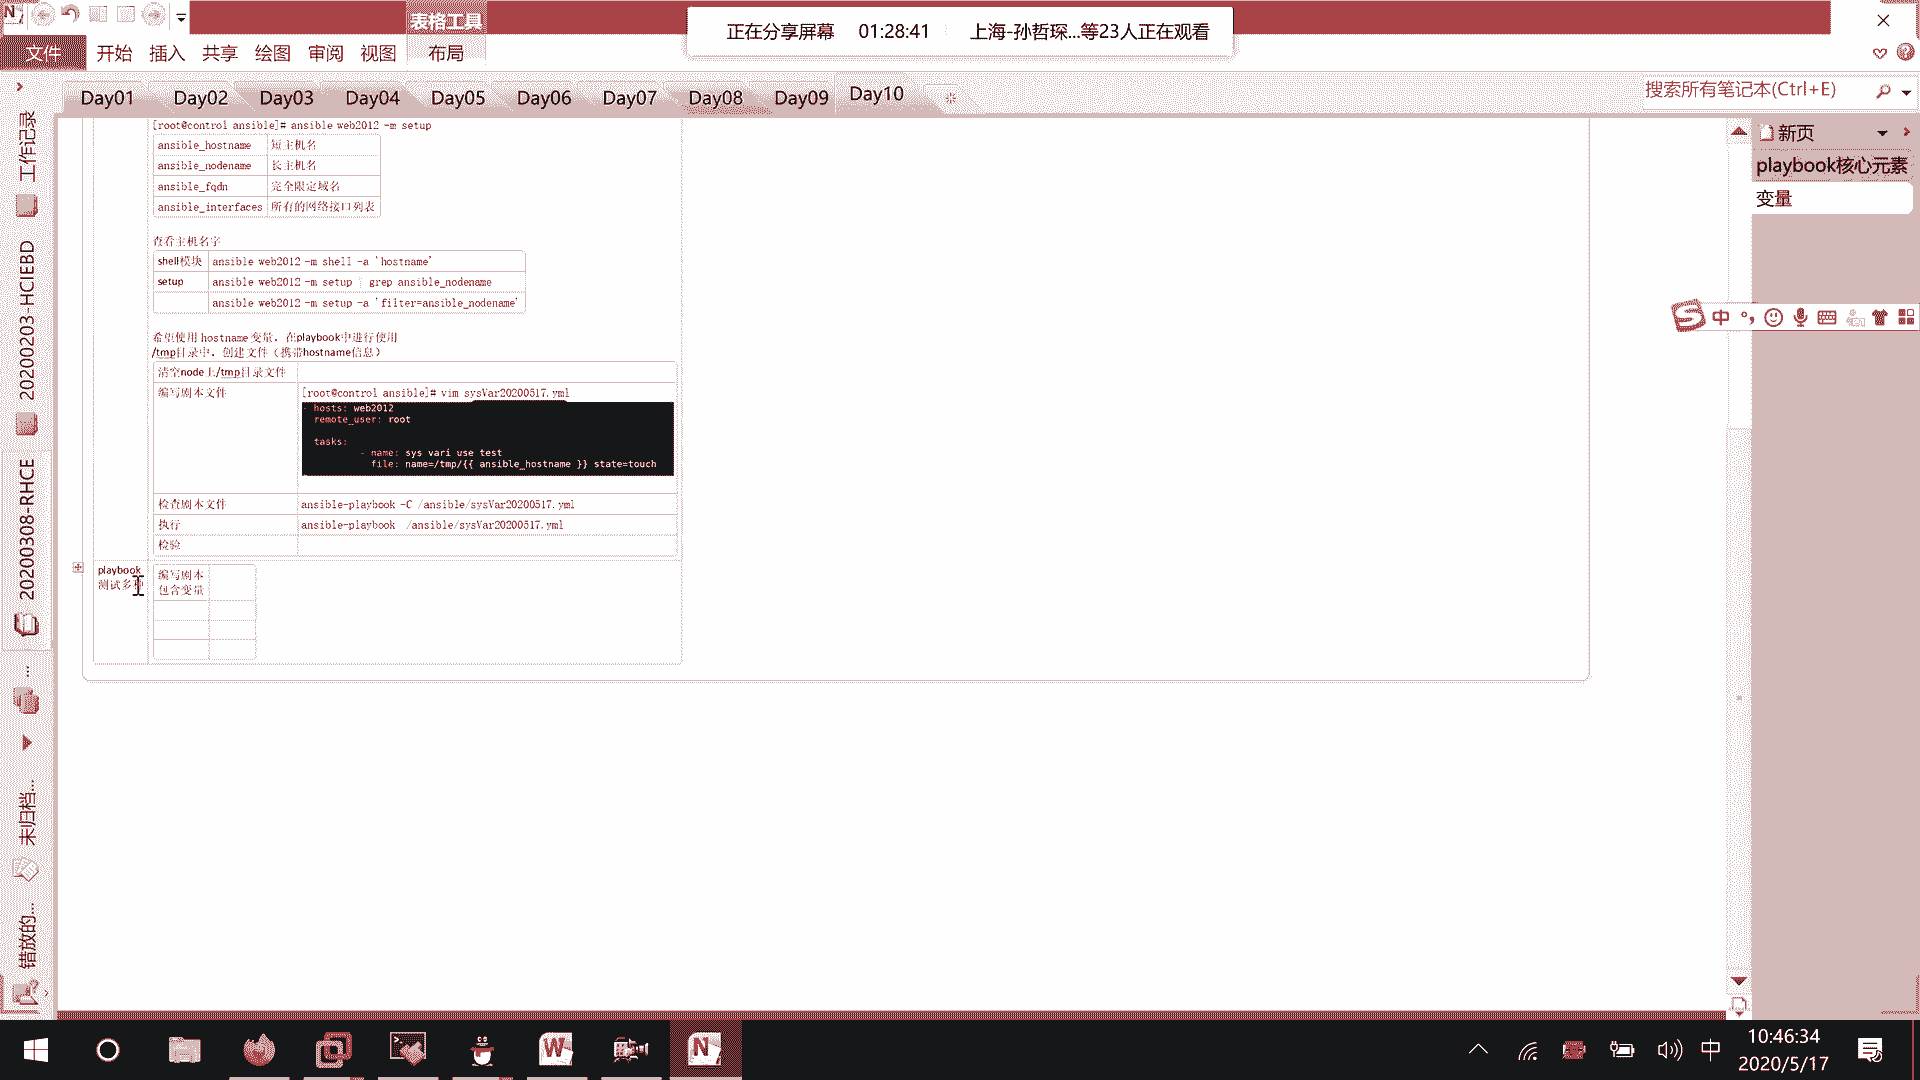 表格工具
正在分享屏幕 01:28:41 上海-孙哲琛...等23人正在观看
文件 开始 插入 共享 绘图 审阅 视图 布局
Day01 Day02 Day03 Day04 Day05 Day06 Day07 Day08 Day09 Day10
搜索所有笔记本(Ctrl+E)
工作记录
20200203-HCIEBD
20200308-RHCE
...
未归档...
错放的...
新页
playbook核心元素
变量
[root@control ansible]# ansible web2012 -m setup
ansible_hostname 短主机名
ansible_nodename 长主机名
ansible_fqdn 完全限定域名
ansible_interfaces 所有的网络接口列表
查看主机名字
shell模块 ansible web2012 -m shell -a 'hostname'
setup ansible web2012 -m setup | grep ansible_nodename
ansible web2012 -m setup -a 'filter=ansible_nodename'
希望使用 hostname 变量，在playbook中进行使用
/tmp目录中，创建文件（携带hostname信息）
清空node上/tmp目录文件
编写剧本文件 [root@control ansible]# vim sysVar20200517.yml
- hosts: web2012
remote_user: root
tasks:
- name: sys vari use test
file: name=/tmp/{{ ansible_hostname }} state=touch
检查剧本文件 ansible-playbook -C /ansible/sysVar20200517.yml
执行 ansible-playbook /ansible/sysVar20200517.yml
检验
playbook
测试多种
编写剧本
包含变量
中
中
10:46:34
2020/5/17